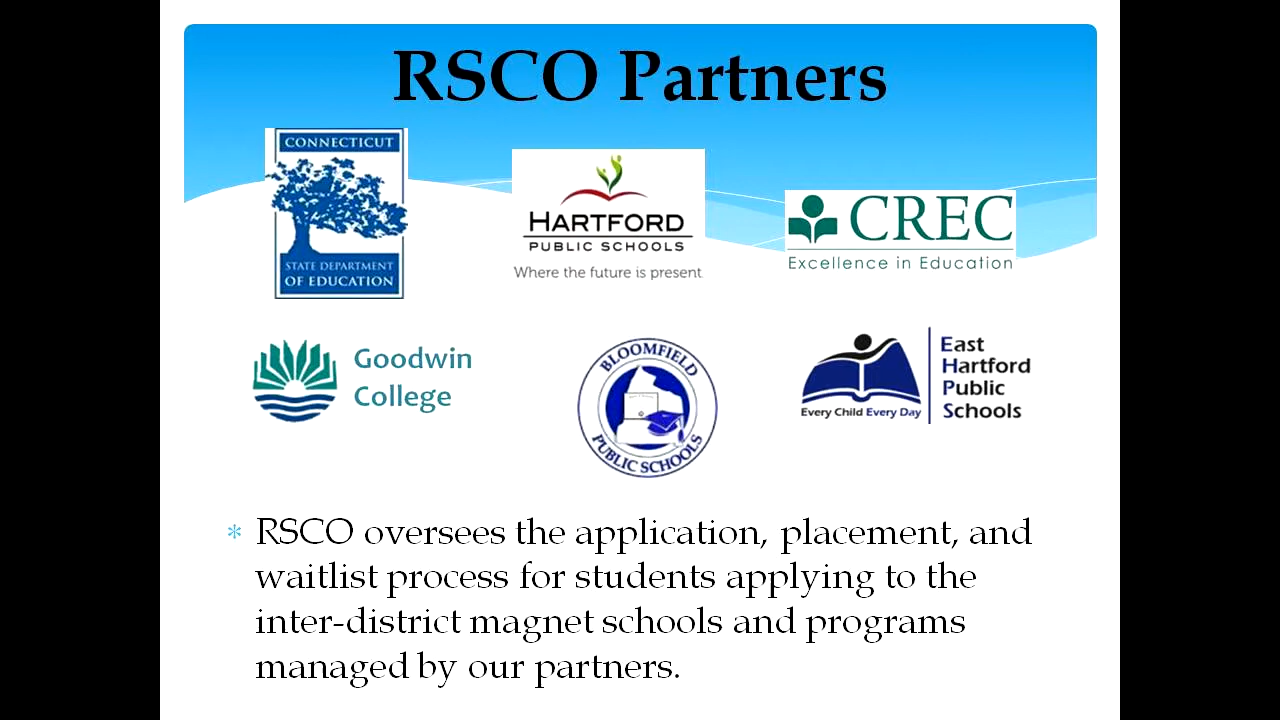 RSCO Partners
CONNECTICUT
STATE DEPARTMENT
OF EDUCATION
HARTFORD
PUBLIC SCHOOLS
Where the future is present
CREC
Excellence in Education
Goodwin
College
BLOOMFIELD
PUBLIC SCHOOLS
Every Child Every Day
East
Hartford
Public
Schools
* RSCO oversees the application, placement, and
waitlist process for students applying to the
inter-district magnet schools and programs
managed by our partners.